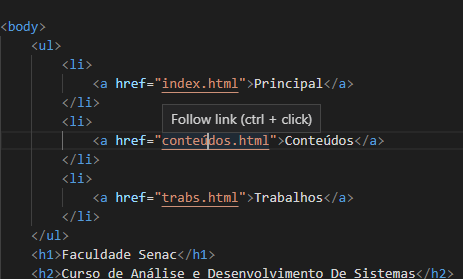 <body>
<ul>
<li>
<a href="index.html">Principal</a>
</li>
<li>
Follow link (ctrl + click)
<a href="conteúdos.html">Conteúdos</a>
</li>
<li>
<a href="trabs.html">Trabalhos</a>
</li>
</ul>
<h1>Faculdade Senac</h1>
<h2>Curso de Análise e Desenvolvimento De Sistemas</h2>